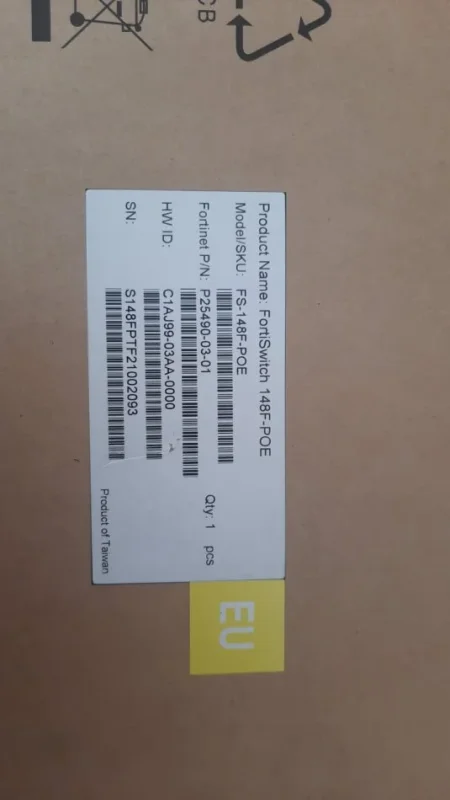 CB
Product Name: FortiSwitch 148F-POE
Model/SKU: FS-148F-POE
Fortinet P/N: P25490-03-01 Qty: 1 pcs
HW ID: C1AJ99-03AA-0000
SN: S148FPTF21002093
Product of Taiwan
EU